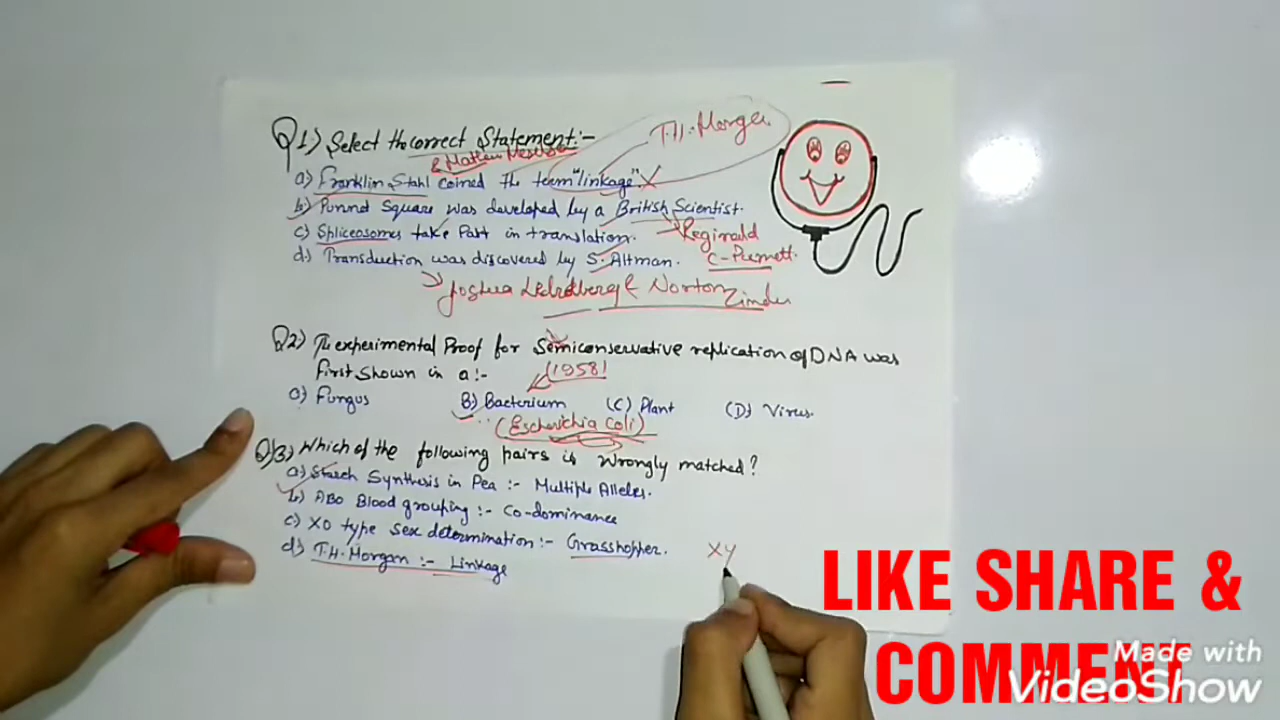 Q1) Select the correct Statement:-
T.H. Morgan
& Mathew Meselson
a) Franklin Stahl coined the term "linkage". X
b) Punnet Square was developed by a British Scientist.
c) Spliceosomes take Part in translation. → Reginald
d) Transduction was discovered by S. Altman. C. Punnett.
Joshua Lederberg & Norton Zinder
Q2) The experimental Proof for Semiconservative replication of DNA was
first shown in a:- (1958)
a) Fungus B) Bacterium (C) Plant (D) Virus.
(Escherichia Coli)
Q3) Which of the following pairs is wrongly matched?
a) Starch Synthesis in Pea :- Multiple Alleles.
b) ABO Blood grouping :- Co-dominance
c) XO type sex determination :- Grasshopper.
d) T.H. Morgan :- Linkage
XY
LIKE SHARE &
COMMENT
Made with
VideoShow